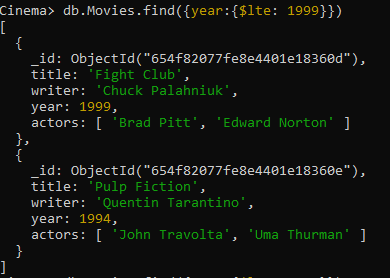 Cinema> db.Movies.find({year:{$lte: 1999}})
[
  {
    _id: ObjectId("654f82077fe8e4401e18360d"),
    title: 'Fight Club',
    writer: 'Chuck Palahniuk',
    year: 1999,
    actors: [ 'Brad Pitt', 'Edward Norton' ]
  },
  {
    _id: ObjectId("654f82077fe8e4401e18360e"),
    title: 'Pulp Fiction',
    writer: 'Quentin Tarantino',
    year: 1994,
    actors: [ 'John Travolta', 'Uma Thurman' ]
  }
]